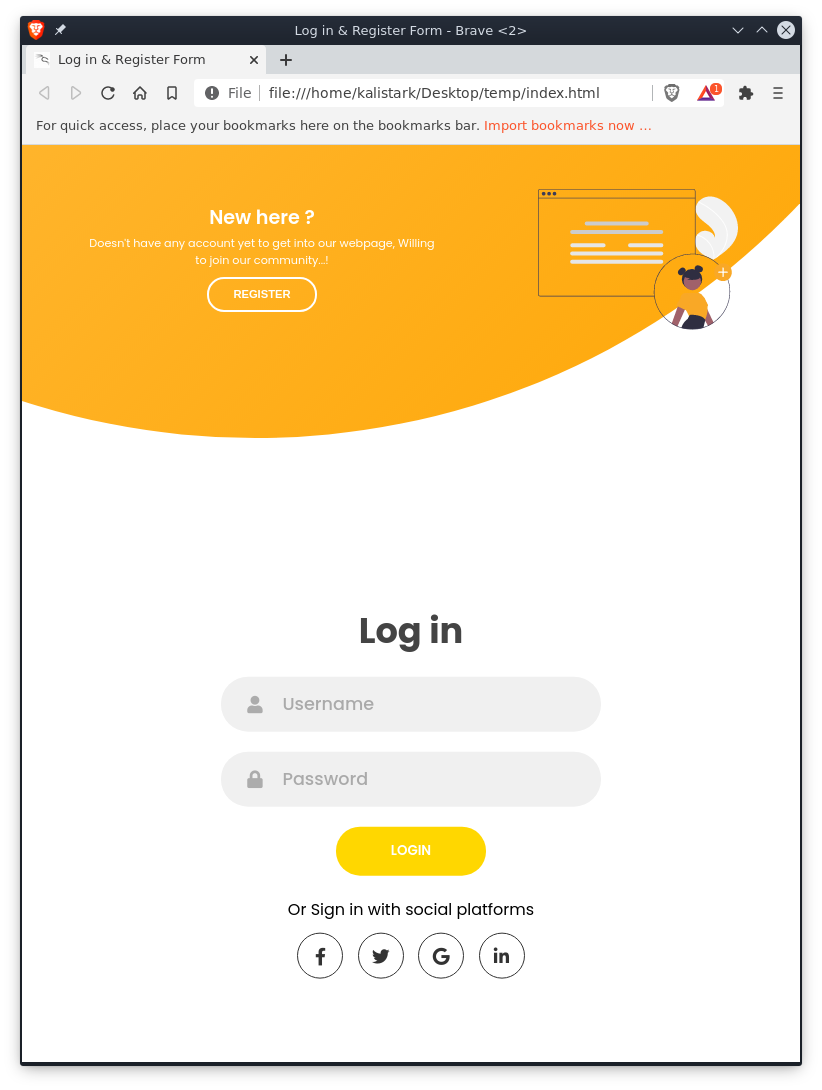 Log in & Register Form - Brave <2>
Log in & Register Form
File
file:///home/kalistark/Desktop/temp/index.html
1
For quick access, place your bookmarks here on the bookmarks bar. Import bookmarks now ...
New here ?
Doesn't have any account yet to get into our webpage, Willing
to join our community...!
REGISTER
Log in
Username
Password
LOGIN
Or Sign in with social platforms